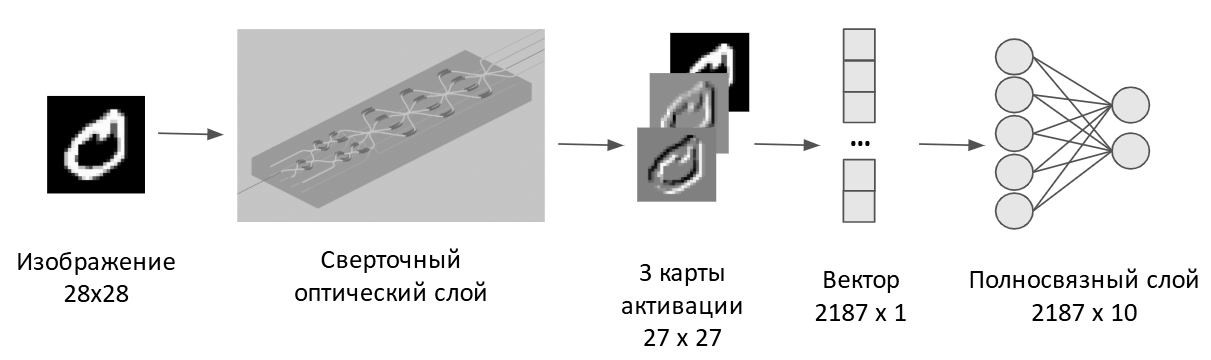 Изображение
28x28
Сверточный
оптический слой
3 карты
активации
27 x 27
...
Вектор
2187 x 1
Полносвязный слой
2187 x 10